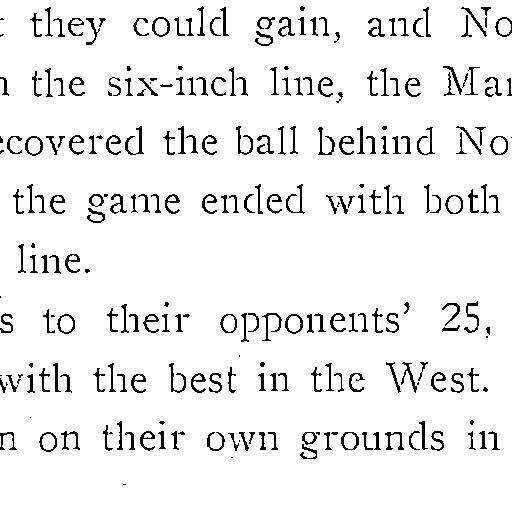 they could gain, and No
the six-inch line, the Mar
ecovered the ball behind No
the game ended with both
line.
s to their opponents' 25,
with the best in the West.
n on their own grounds in